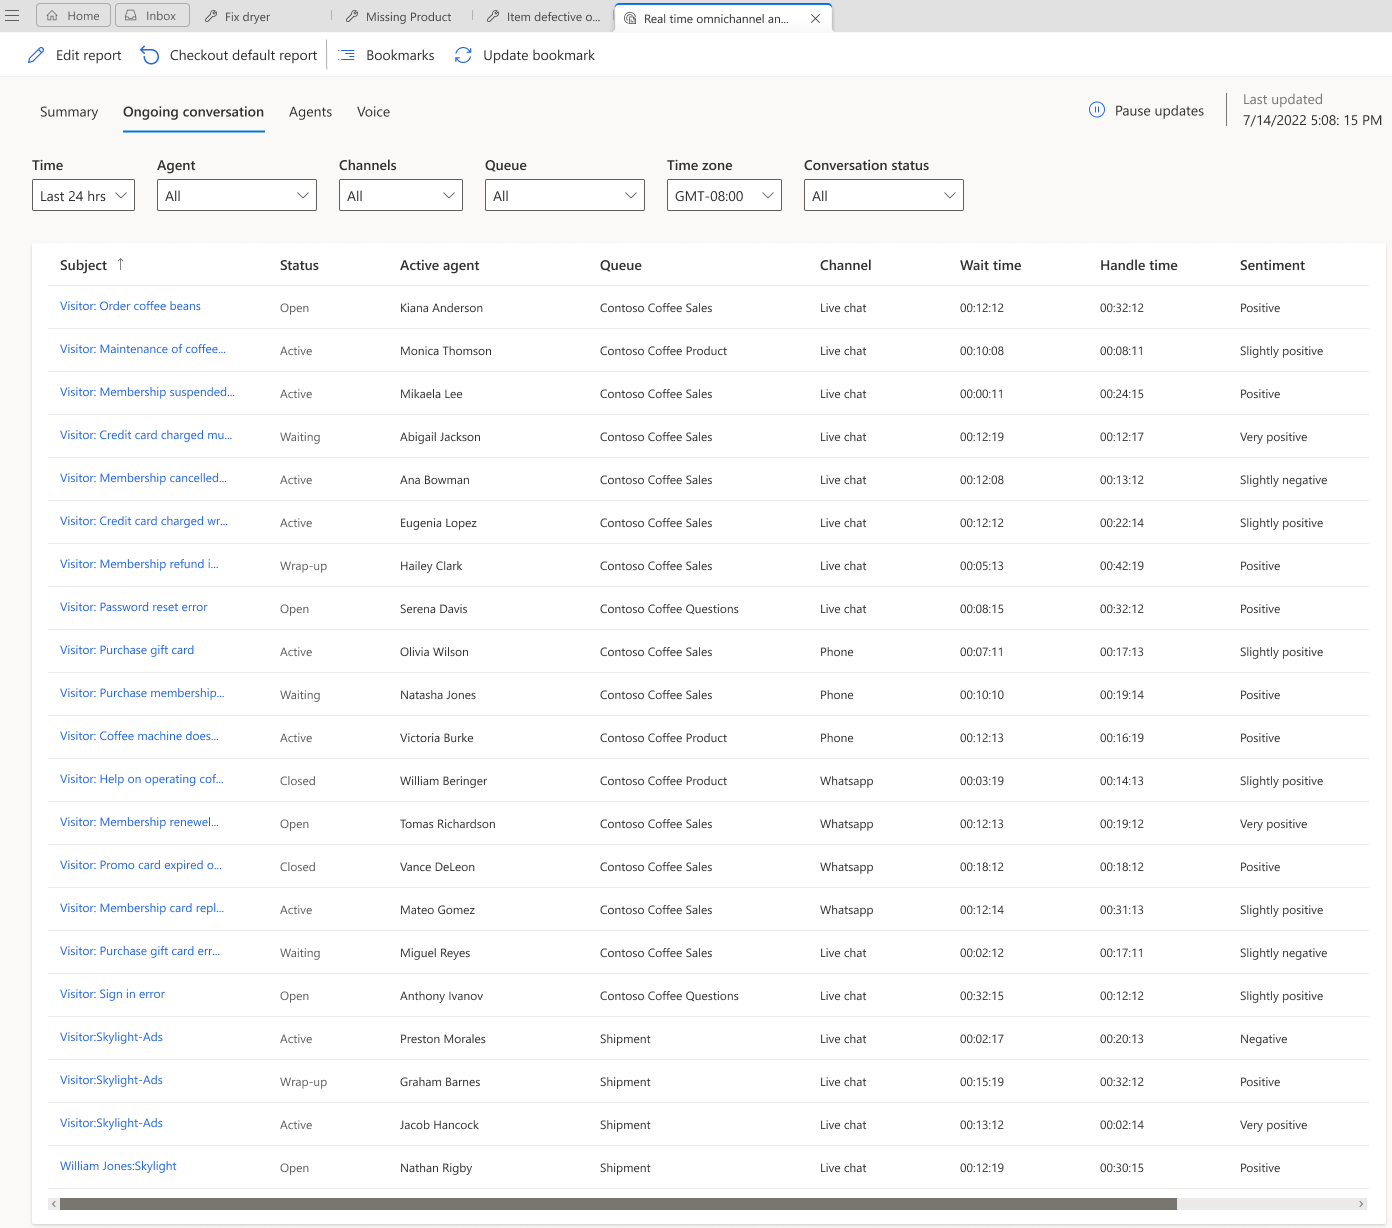 Home Inbox Fix dryer Missing Product Item defective o... Real time omnichannel an...
Edit report Checkout default report Bookmarks Update bookmark
Summary Ongoing conversation Agents Voice Pause updates Last updated
7/14/2022 5:08: 15 PM
Time Agent Channels Queue Time zone Conversation status
Last 24 hrs All All All GMT-08:00 All
Subject Status Active agent Queue Channel Wait time Handle time Sentiment
Visitor: Order coffee beans Open Kiana Anderson Contoso Coffee Sales Live chat 00:12:12 00:32:12 Positive
Visitor: Maintenance of coffee... Active Monica Thomson Contoso Coffee Product Live chat 00:10:08 00:08:11 Slightly positive
Visitor: Membership suspended... Active Mikaela Lee Contoso Coffee Sales Live chat 00:00:11 00:24:15 Positive
Visitor: Credit card charged mu... Waiting Abigail Jackson Contoso Coffee Sales Live chat 00:12:19 00:12:17 Very positive
Visitor: Membership cancelled... Active Ana Bowman Contoso Coffee Sales Live chat 00:12:08 00:13:12 Slightly negative
Visitor: Credit card charged wr... Active Eugenia Lopez Contoso Coffee Sales Live chat 00:12:12 00:22:14 Slightly positive
Visitor: Membership refund i... Wrap-up Hailey Clark Contoso Coffee Sales Live chat 00:05:13 00:42:19 Positive
Visitor: Password reset error Open Serena Davis Contoso Coffee Questions Live chat 00:08:15 00:32:12 Positive
Visitor: Purchase gift card Active Olivia Wilson Contoso Coffee Sales Phone 00:07:11 00:17:13 Slightly positive
Visitor: Purchase membership... Waiting Natasha Jones Contoso Coffee Sales Phone 00:10:10 00:19:14 Positive
Visitor: Coffee machine does... Active Victoria Burke Contoso Coffee Product Phone 00:12:13 00:16:19 Positive
Visitor: Help on operating cof... Closed William Beringer Contoso Coffee Product Whatsapp 00:03:19 00:14:13 Slightly positive
Visitor: Membership renewel... Open Tomas Richardson Contoso Coffee Sales Whatsapp 00:12:13 00:19:12 Very positive
Visitor: Promo card expired o... Closed Vance DeLeon Contoso Coffee Sales Whatsapp 00:18:12 00:18:12 Positive
Visitor: Membership card repl... Active Mateo Gomez Contoso Coffee Sales Whatsapp 00:12:14 00:31:13 Slightly positive
Visitor: Purchase gift card err... Waiting Miguel Reyes Contoso Coffee Sales Live chat 00:02:12 00:17:11 Slightly negative
Visitor: Sign in error Open Anthony Ivanov Contoso Coffee Questions Live chat 00:32:15 00:12:12 Slightly positive
Visitor:Skylight-Ads Active Preston Morales Shipment Live chat 00:02:17 00:20:13 Negative
Visitor:Skylight-Ads Wrap-up Graham Barnes Shipment Live chat 00:15:19 00:32:12 Positive
Visitor:Skylight-Ads Active Jacob Hancock Shipment Live chat 00:13:12 00:02:14 Very positive
William Jones:Skylight Open Nathan Rigby Shipment Live chat 00:12:19 00:30:15 Positive